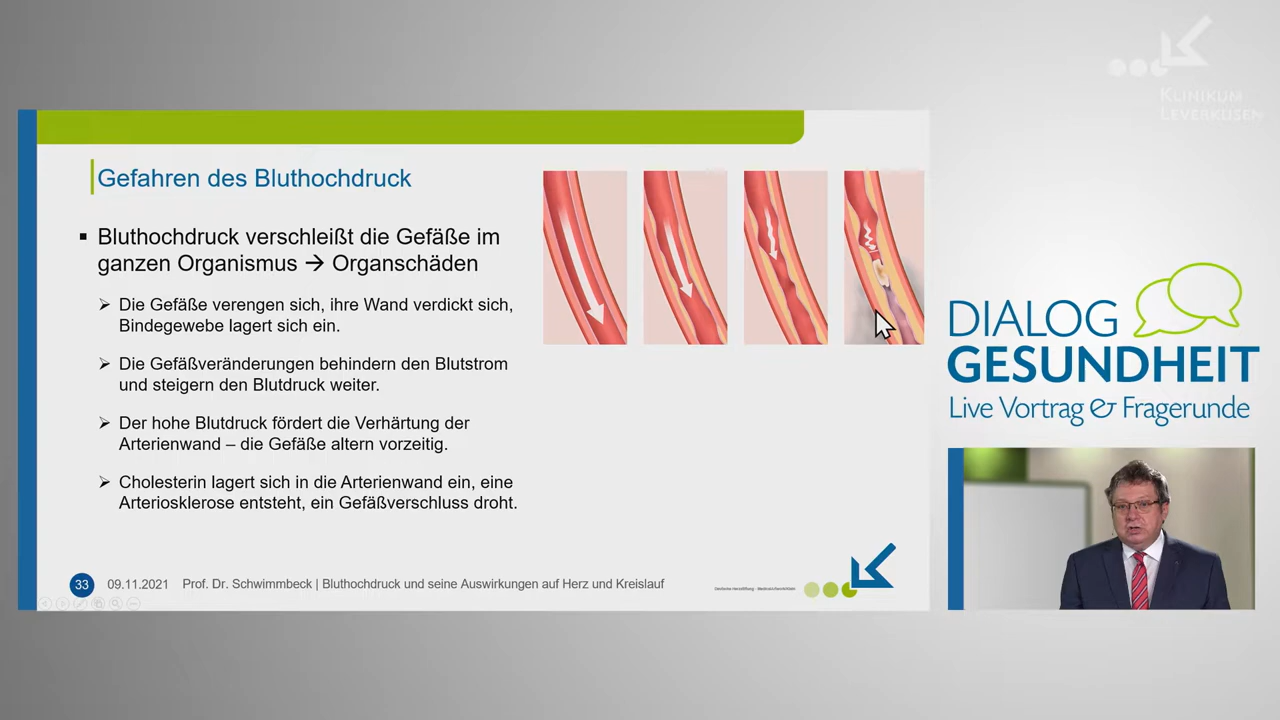 KLINIKUM
LEVERKUSEN
Gefahren des Bluthochdruck
▪ Bluthochdruck verschleißt die Gefäße im
ganzen Organismus → Organschäden
➢ Die Gefäße verengen sich, ihre Wand verdickt sich,
Bindegewebe lagert sich ein.
➢ Die Gefäßveränderungen behindern den Blutstrom
und steigern den Blutdruck weiter.
➢ Der hohe Blutdruck fördert die Verhärtung der
Arterienwand – die Gefäße altern vorzeitig.
➢ Cholesterin lagert sich in die Arterienwand ein, eine
Arteriosklerose entsteht, ein Gefäßverschluss droht.
33 09.11.2021 Prof. Dr. Schwimmbeck | Bluthochdruck und seine Auswirkungen auf Herz und Kreislauf
DIALOG
GESUNDHEIT
Live Vortrag & Fragerunde